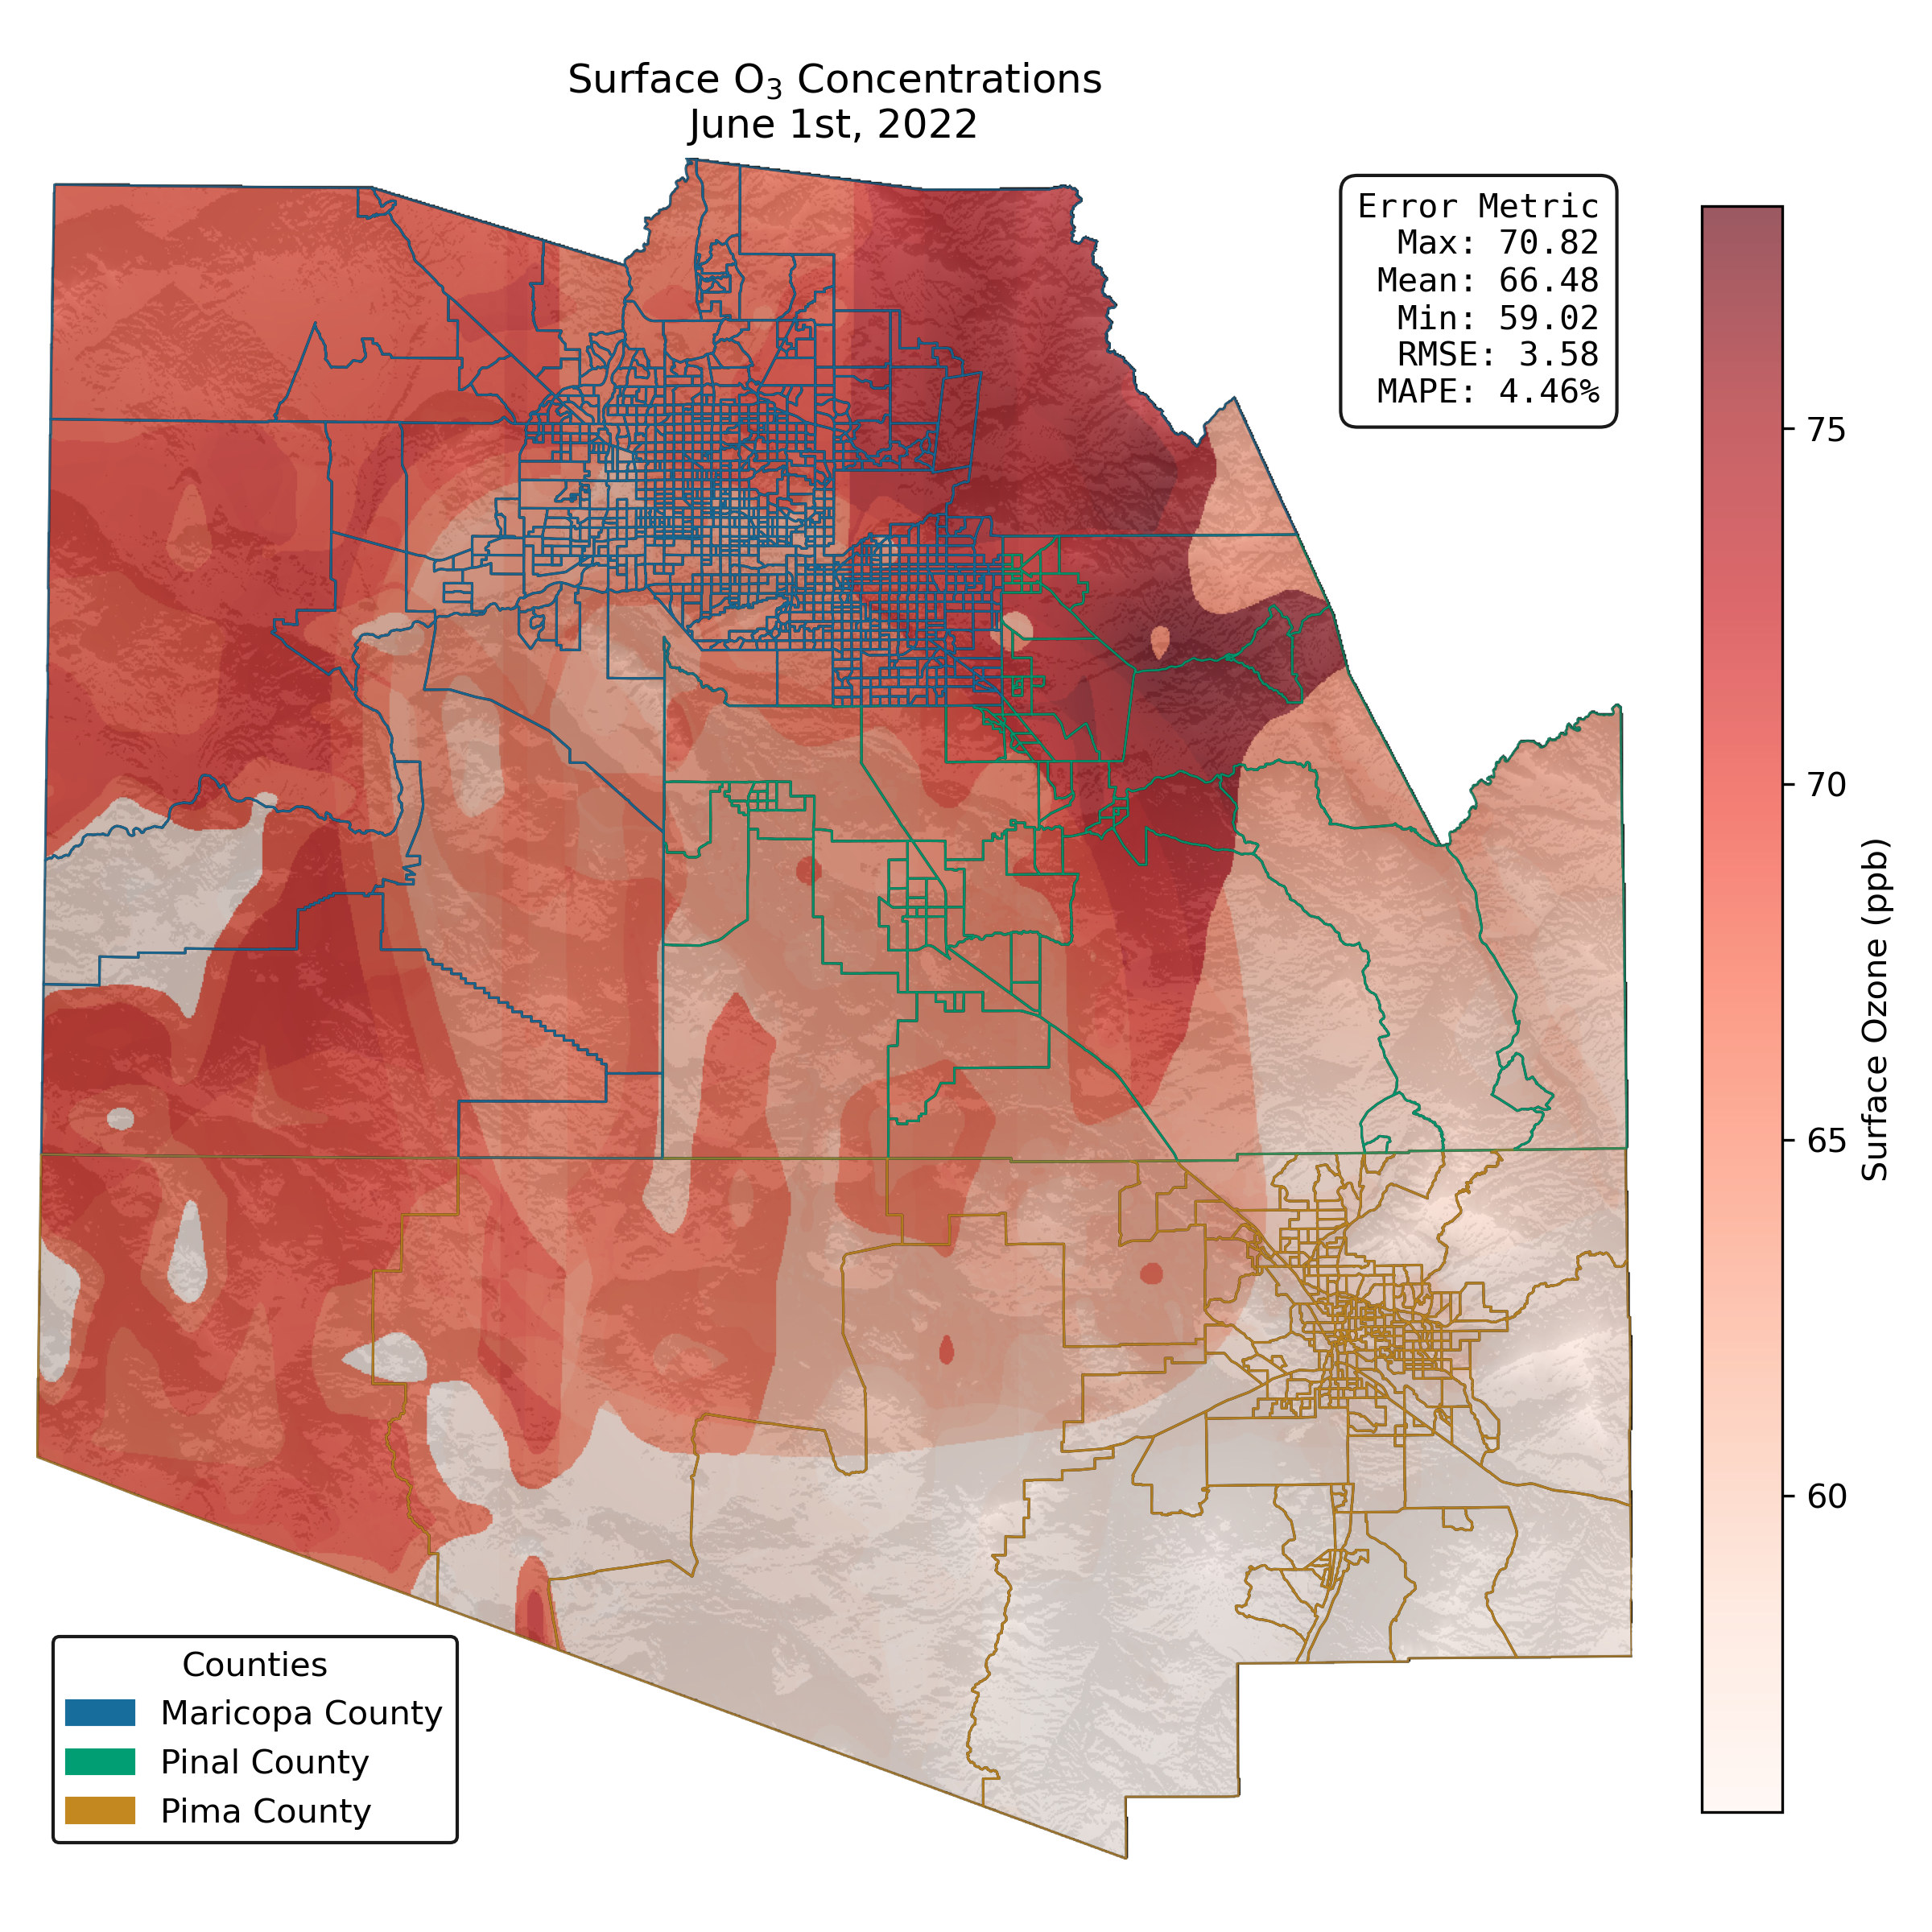 Surface O₃ Concentrations
June 1st, 2022
Error Metric
Max: 70.82
Mean: 66.48
Min: 59.02
RMSE: 3.58
MAPE: 4.46%
75
70
65
60
Surface Ozone (ppb)
Counties
Maricopa County
Pinal County
Pima County